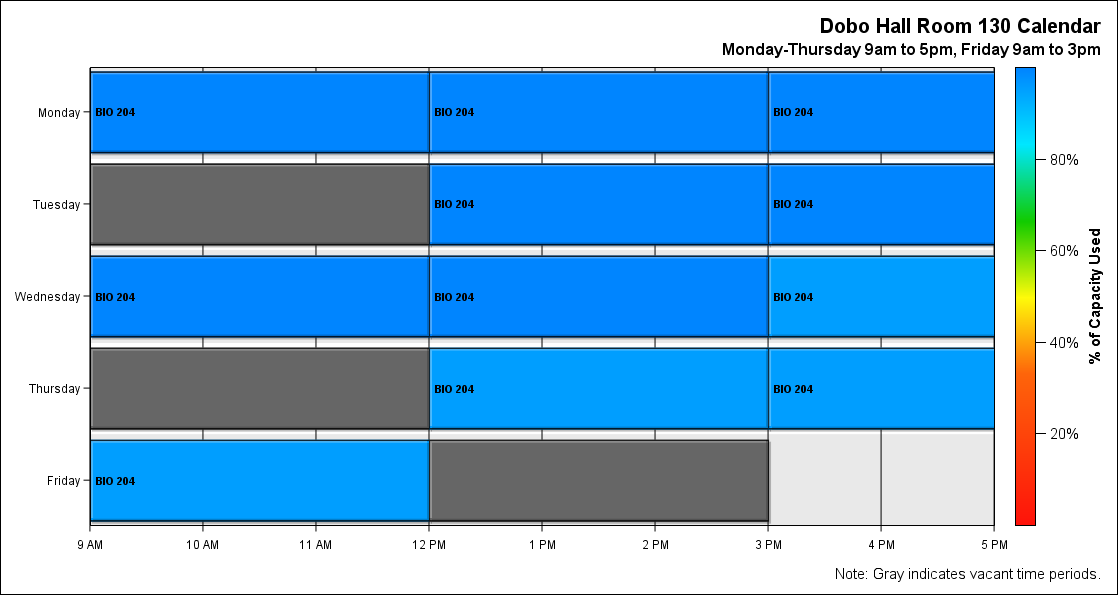 Dobo Hall Room 130 Calendar
Monday-Thursday 9am to 5pm, Friday 9am to 3pm
Monday BIO 204 BIO 204 BIO 204
Tuesday BIO 204 BIO 204
Wednesday BIO 204 BIO 204 BIO 204
Thursday BIO 204 BIO 204
Friday BIO 204
9 AM 10 AM 11 AM 12 PM 1 PM 2 PM 3 PM 4 PM 5 PM
80%
60%
40%
20%
% of Capacity Used
Note: Gray indicates vacant time periods.